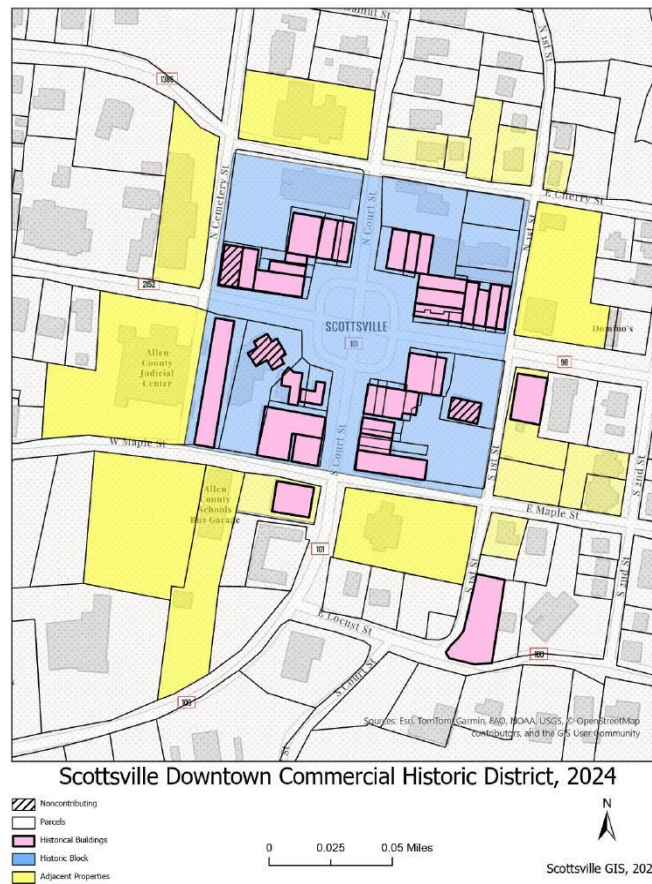 N 1st St
1386
N Cemetery St
N Court St
E Cherry St
N 1st St
2152
SCOTTSVILLE
101
Domino's
98
Allen
County
Judicial
Center
W Maple St
S Court St
S 1st St
S 2nd St
Allen
County
Schools
Bus Garage
E Maple St
101
S 1st St
S 2nd St
E Locust St
S Court St
100
100
St
Sources: Esri, TomTom, Garmin, FAO, NOAA, USGS, © OpenStreetMap
contributors, and the GIS User Community
Scottsville Downtown Commercial Historic District, 2024
Noncontributing
Parcels
Historical Buildings
Historic Block
Adjacent Properties
0 0.025 0.05 Miles
N
Scottsville GIS, 202